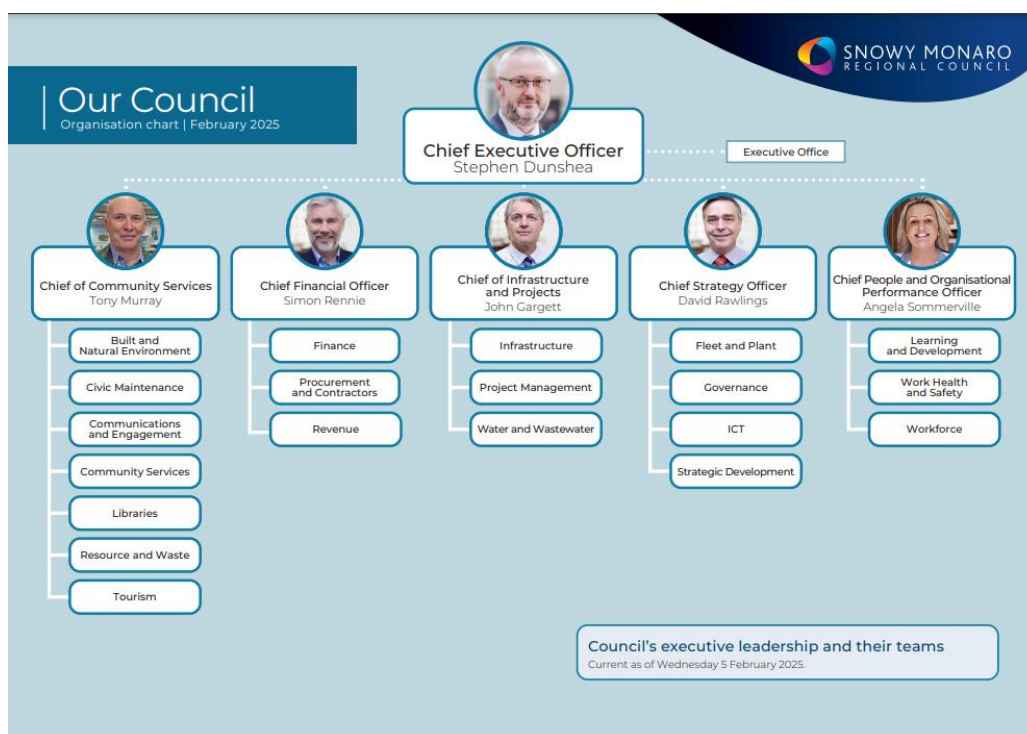 SNOWY MONARO
REGIONAL COUNCIL
Our Council
Organisation chart | February 2025
Chief Executive Officer
Stephen Dunshea
Executive Office
Chief of Community Services
Tony Murray
Built and
Natural Environment
Civic Maintenance
Communications
and Engagement
Community Services
Libraries
Resource and Waste
Tourism
Chief Financial Officer
Simon Rennie
Finance
Procurement
and Contractors
Revenue
Chief of Infrastructure
and Projects
John Gargett
Infrastructure
Project Management
Water and Wastewater
Chief Strategy Officer
David Rawlings
Fleet and Plant
Governance
ICT
Strategic Development
Chief People and Organisational
Performance Officer
Angela Sommerville
Learning
and Development
Work Health
and Safety
Workforce
Council's executive leadership and their teams
Current as of Wednesday 5 February 2025.